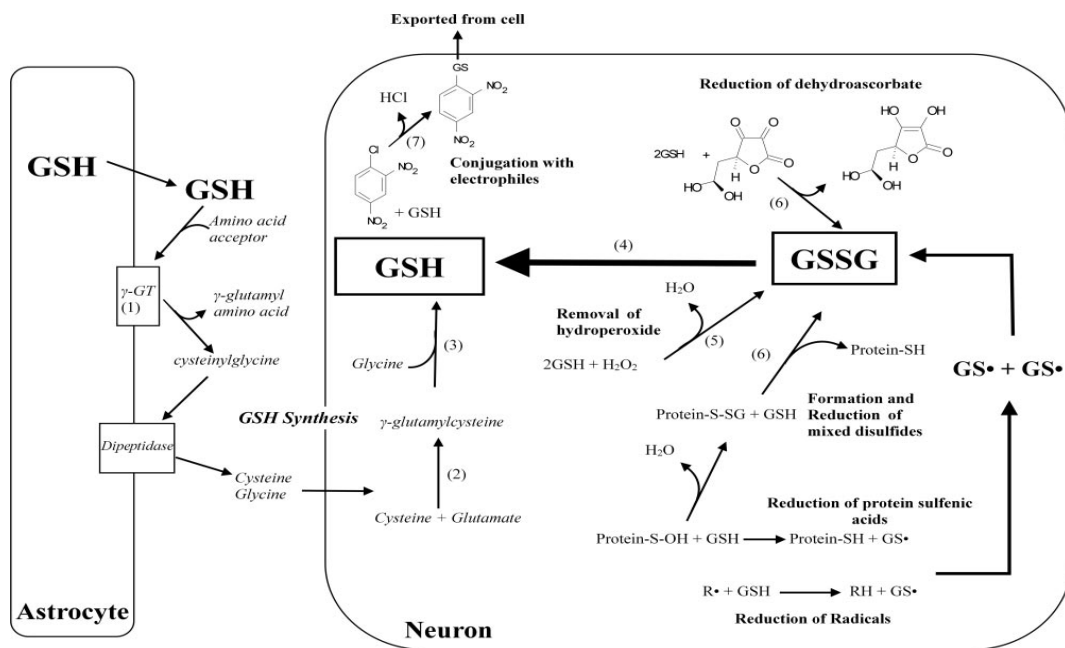 Exported from cell
GS
NO₂
NO₂
HCl
(7)
Conjugation with
electrophiles
Cl
NO₂
NO₂
+ GSH
Reduction of dehydroascorbate
2GSH +
O
O
O
O
H
HO
OH
HO
OH
O
O
H
HO
OH
(6)
GSH
GSH
Amino acid
acceptor
γ-GT
(1)
γ-glutamyl
amino acid
cysteinylglycine
Dipeptidase
Cysteine
Glycine
Astrocyte
GSH
(4)
GSSG
Glycine
(3)
GSH Synthesis
γ-glutamylcysteine
(2)
Cysteine + Glutamate
Removal of
hydroperoxide
H₂O
(5)
2GSH + H₂O₂
(6)
Protein-SH
Protein-S-SG + GSH
Formation and
Reduction of
mixed disulfides
H₂O
Reduction of protein sulfenic
acids
Protein-S-OH + GSH
Protein-SH + GS•
R• + GSH
RH + GS•
Reduction of Radicals
GS• + GS•
Neuron